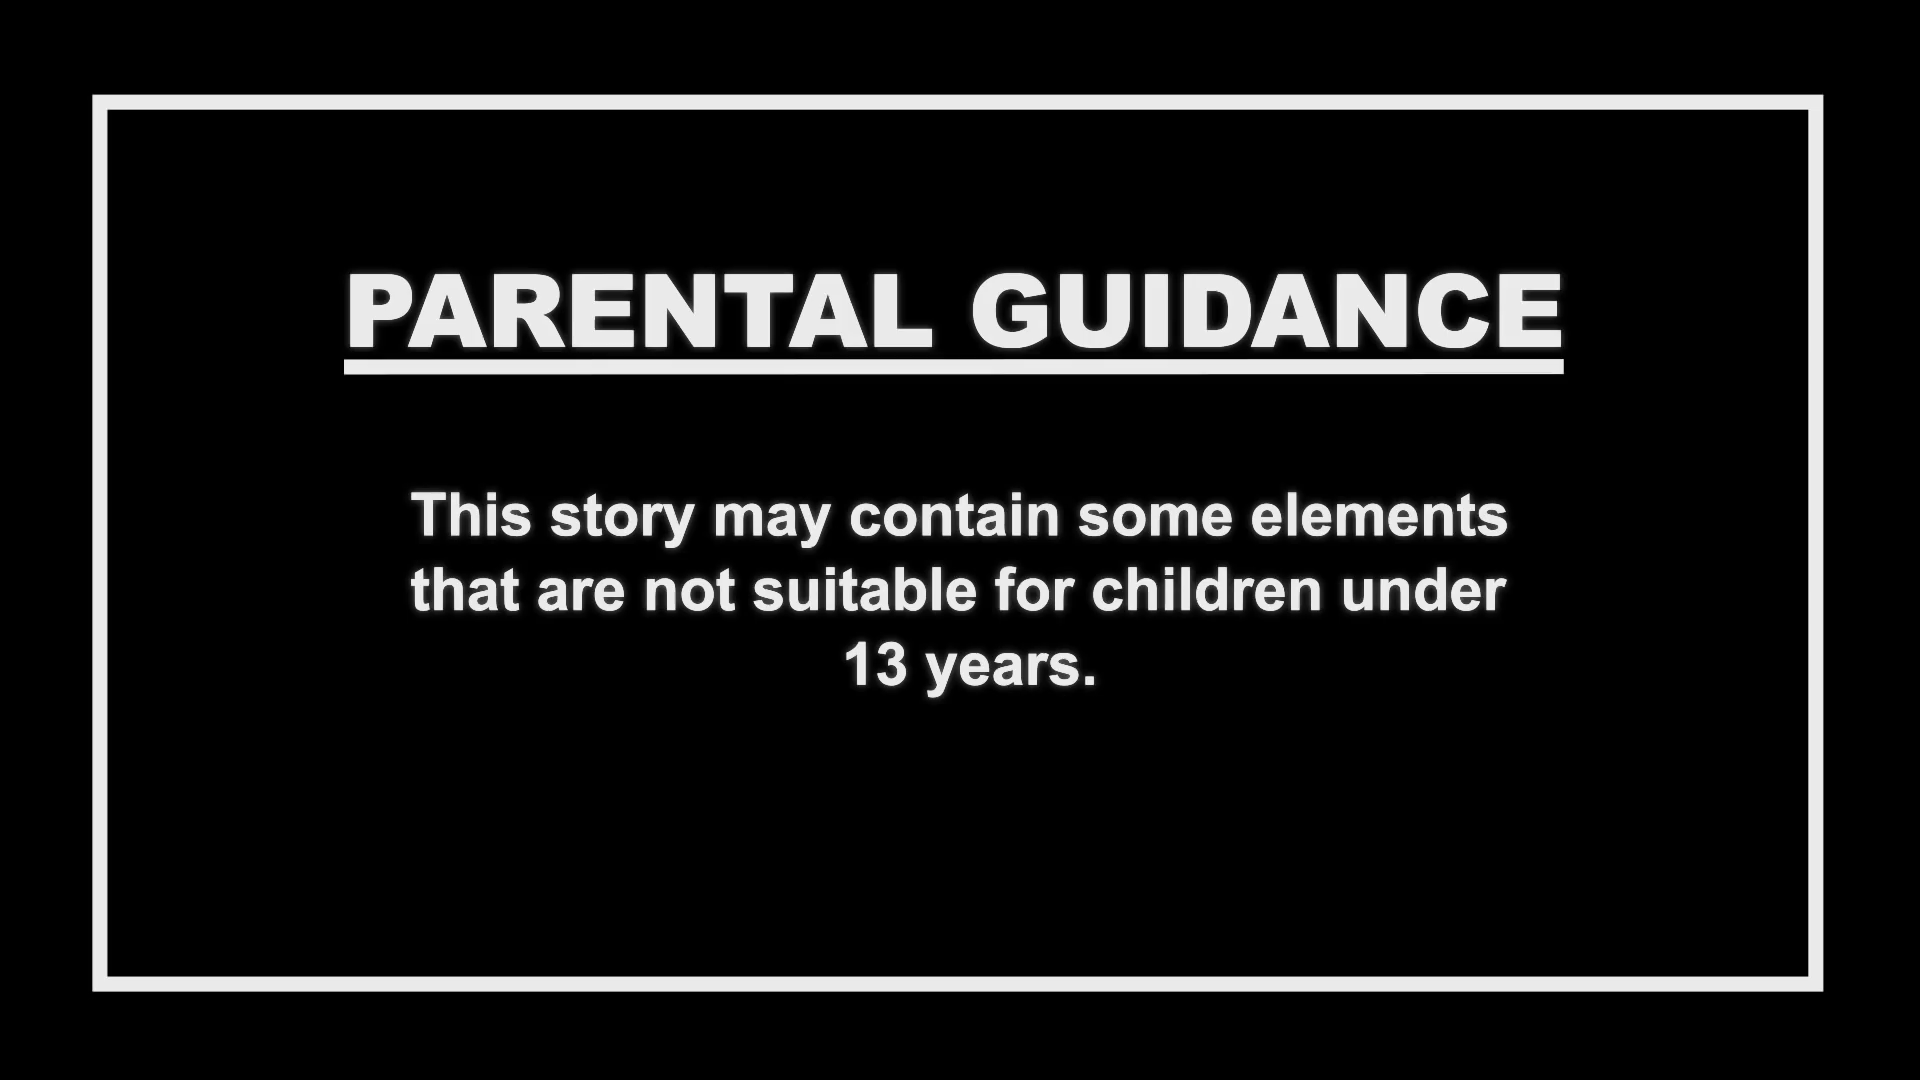 PARENTAL GUIDANCE
This story may contain some elements
that are not suitable for children under
13 years.